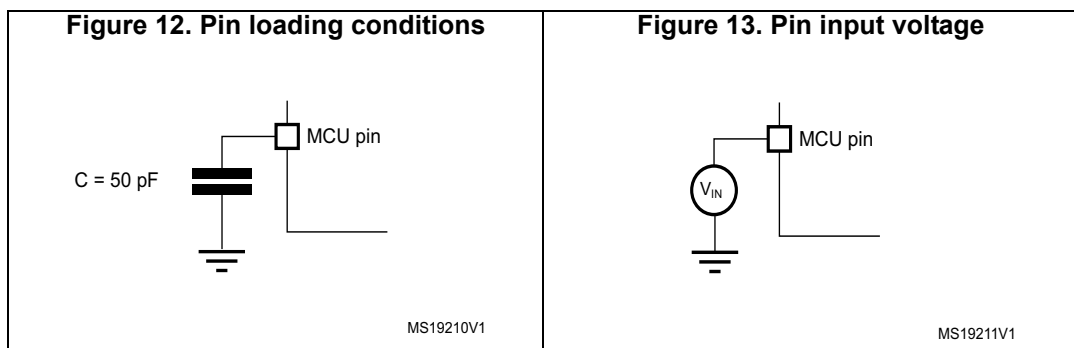 Figure 12. Pin loading conditions
MCU pin
C = 50 pF
MS19210V1
Figure 13. Pin input voltage
MCU pin
VIN
MS19211V1